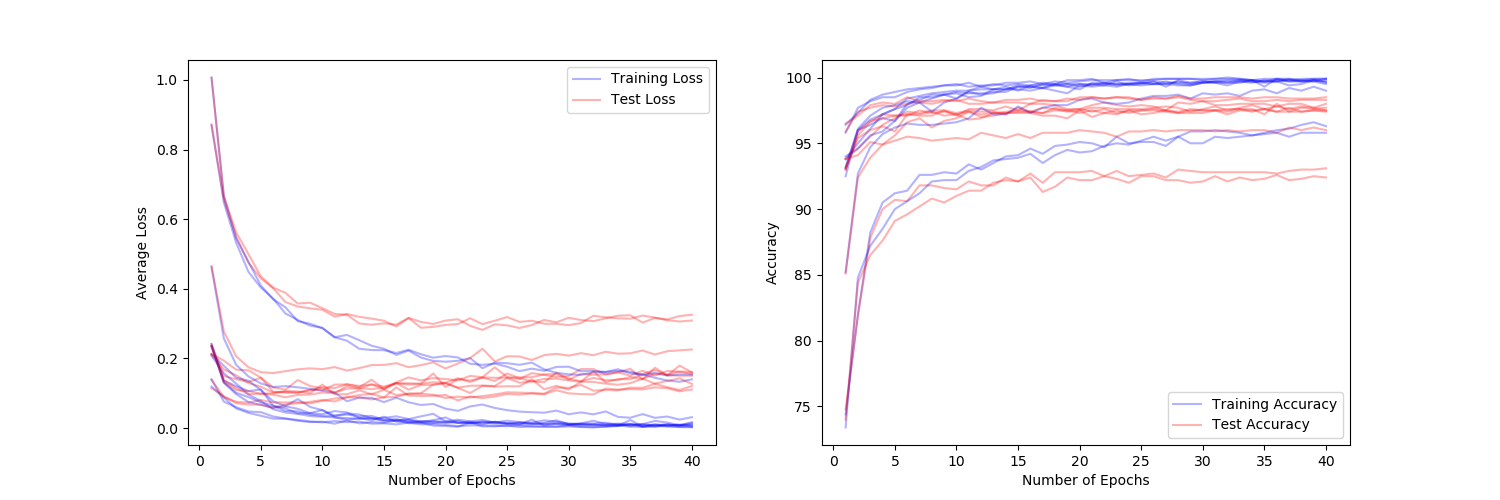 Training Loss
Test Loss
Average Loss
1.0
0.8
0.6
0.4
0.2
0.0
0 5 10 15 20 25 30 35 40
Number of Epochs
Accuracy
100
95
90
85
80
75
Training Accuracy
Test Accuracy
0 5 10 15 20 25 30 35 40
Number of Epochs